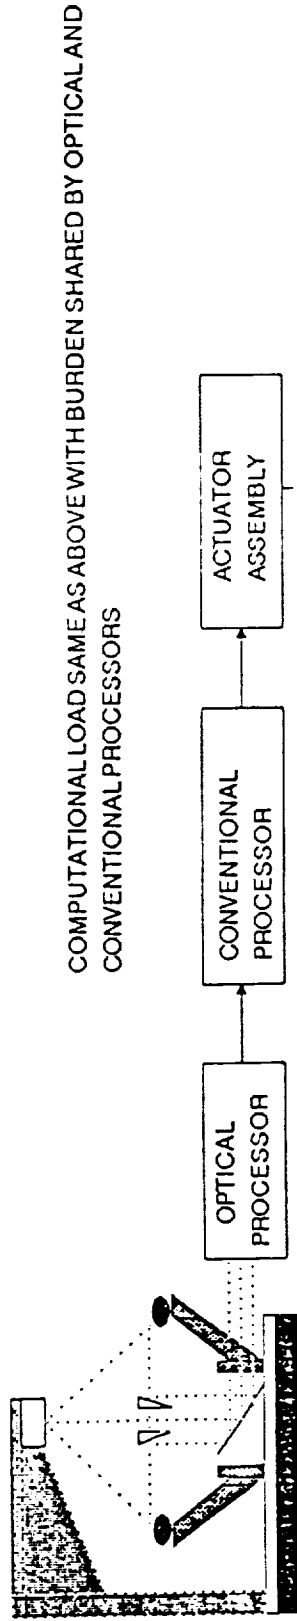 COMPUTATIONAL LOAD SAME AS ABOVE WITH BURDEN SHARED BY OPTICAL AND
CONVENTIONAL PROCESSORS
OPTICAL
PROCESSOR
CONVENTIONAL
PROCESSOR
ACTUATOR
ASSEMBLY